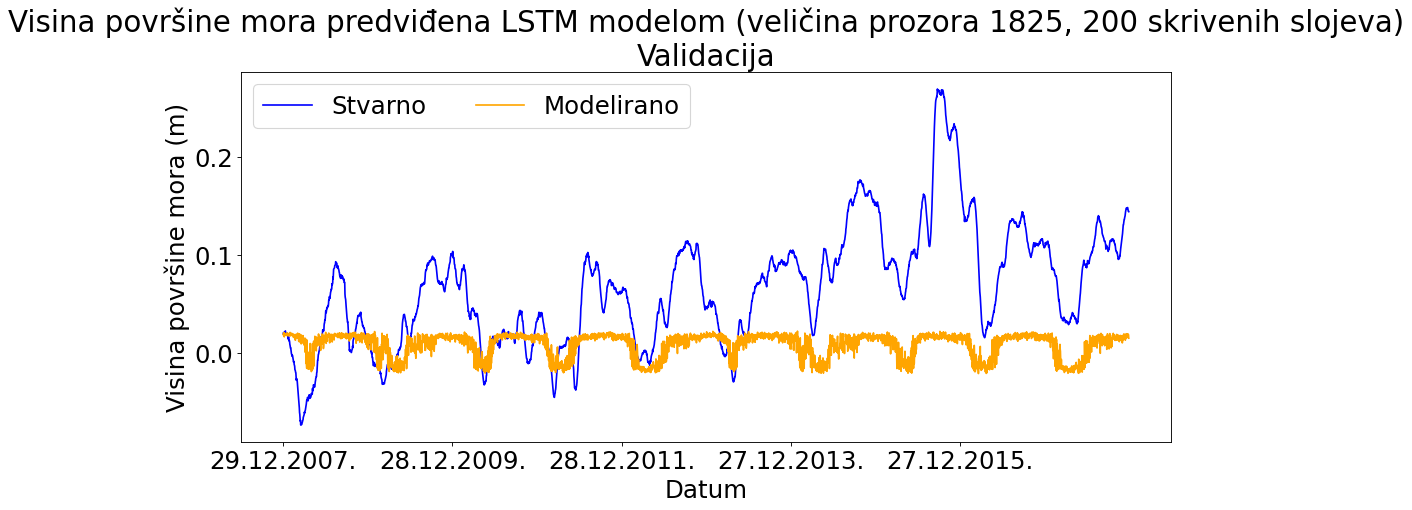 Visina površine mora predviđena LSTM modelom (veličina prozora 1825, 200 skrivenih slojeva)
Validacija
Stvarno
Modelirano
Visina površine mora (m)
0.2
0.1
0.0
29.12.2007.
28.12.2009.
28.12.2011.
27.12.2013.
27.12.2015.
Datum